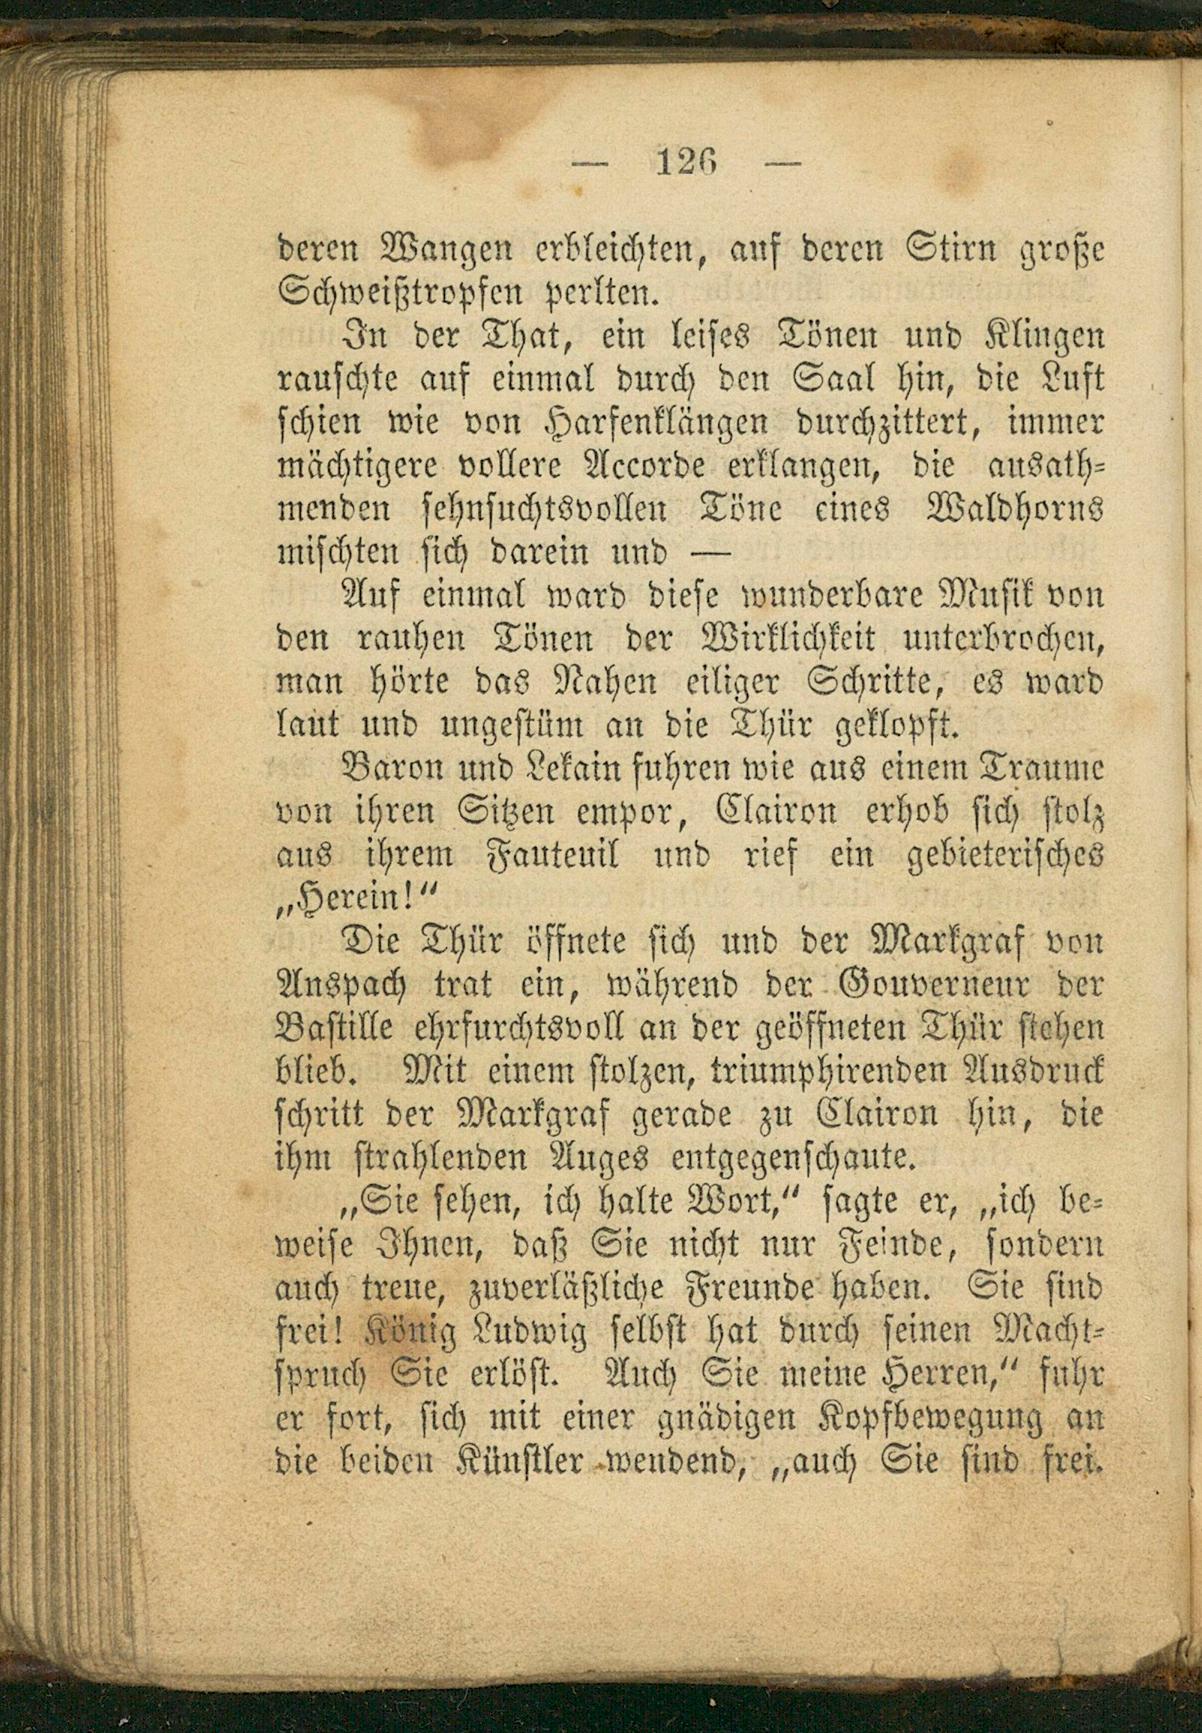 — 126 —
deren Wangen erbleichten, auf deren Stirn große
Schweißtropfen perlten.
In der That, ein leises Tönen und Klingen
rauschte auf einmal durch den Saal hin, die Luft
schien wie von Harfenklängen durchzittert, immer
mächtigere vollere Accorde erklangen, die ausath-
menden sehnsuchtsvollen Töne eines Waldhorns
mischten sich darein und —
Auf einmal ward diese wunderbare Musik von
den rauhen Tönen der Wirklichkeit unterbrochen,
man hörte das Nahen eiliger Schritte, es ward
laut und ungestüm an die Thür geklopft.
Baron und Lekain fuhren wie aus einem Traume
von ihren Sitzen empor, Clairon erhob sich stolz
aus ihrem Fauteuil und rief ein gebieterisches
„Herein!“
Die Thür öffnete sich und der Markgraf von
Anspach trat ein, während der Gouverneur der
Bastille ehrfurchtsvoll an der geöffneten Thür stehen
blieb. Mit einem stolzen, triumphirenden Ausdruck
schritt der Markgraf gerade zu Clairon hin, die
ihm strahlenden Auges entgegenschaute.
„Sie sehen, ich halte Wort,“ sagte er, „ich be-
weise Ihnen, daß Sie nicht nur Feinde, sondern
auch treue, zuverläßliche Freunde haben. Sie sind
frei! König Ludwig selbst hat durch seinen Macht-
spruch Sie erlöst. Auch Sie meine Herren,“ fuhr
er fort, sich mit einer gnädigen Kopfbewegung an
die beiden Künstler wendend, „auch Sie sind frei.